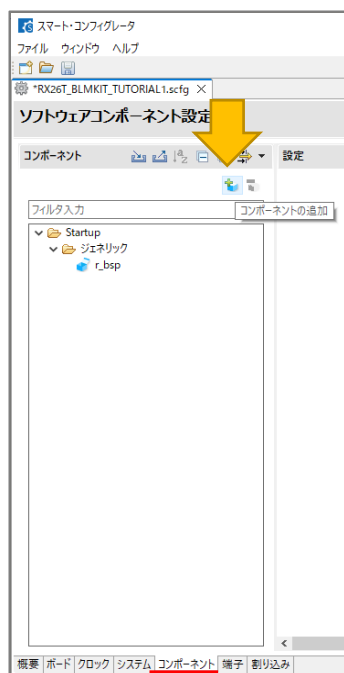 スマート・コンフィグレータ
ファイル ウィンドウ ヘルプ
*RX26T_BLMKIT_TUTORIAL1.scfg
ソフトウェアコンポーネント設定
コンポーネント 設定
フィルタ入力 コンポーネントの追加
Startup
ジェネリック
r_bsp
概要 ボード クロック システム コンポーネント 端子 割り込み